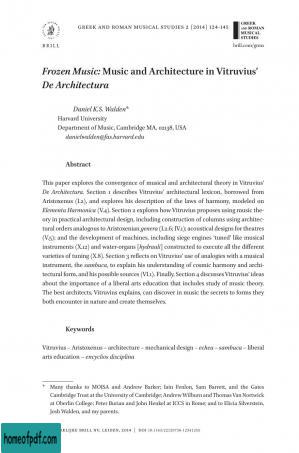 GREEK AND ROMAN MUSICAL STUDIES 2 (2014) 124-145
BRILL
GREEK
AND ROMAN
MUSICAL
STUDIES
brill.com/grms
Frozen Music: Music and Architecture in Vitruvius’
De Architectura
Daniel K.S. Walden*
Harvard University
Department of Music, Cambridge MA, 02138, USA
danielwalden@fas.harvard.edu
Abstract
This paper explores the convergence of musical and architectural theory in Vitruvius’
De Architectura. Section 1 describes Vitruvius’ architectural lexicon, borrowed from
Aristoxenus (I.2), and explores his description of the laws of harmony, modeled on
Elementa Harmonica (V.4). Section 2 explores how Vitruvius proposes using music the-
ory in practical architectural design, including construction of columns using architec-
tural orders analogous to Aristoxenian genera (I.2.6; IV.1); acoustical designs for theatres
(V.5); and the development of machines, including siege engines ‘tuned’ like musical
instruments (X.12) and water-organs [hydrauli] constructed to execute all the different
varieties of tuning (X.8). Section 3 reflects on Vitruvius’ use of analogies with a musical
instrument, the sambuca, to explain his understanding of cosmic harmony and archi-
tectural form, and his possible sources (VI.1). Finally, Section 4 discusses Vitruvius’ ideas
about the importance of a liberal arts education that includes study of music theory.
The best architects, Vitruvius explains, can discover in music the secrets to forms they
both encounter in nature and create themselves.
Keywords
Vitruvius – Aristoxenus – architecture – mechanical design – echea – sambuca – liberal
arts education – encyclios disciplina
* Many thanks to MOISA and Andrew Barker; Iain Fenlon, Sam Barrett, and the Gates
Cambridge Trust at the University of Cambridge; Andrew Wilburn and Thomas Van Nortwick
at Oberlin College; Peter Burian and John Henkel at ICCS in Rome; and to Elicia Silverstein,
Josh Walden, and my parents.
homeofpdf.com
KLIJKE BRILL NV, LEIDEN, 2014 | DOI